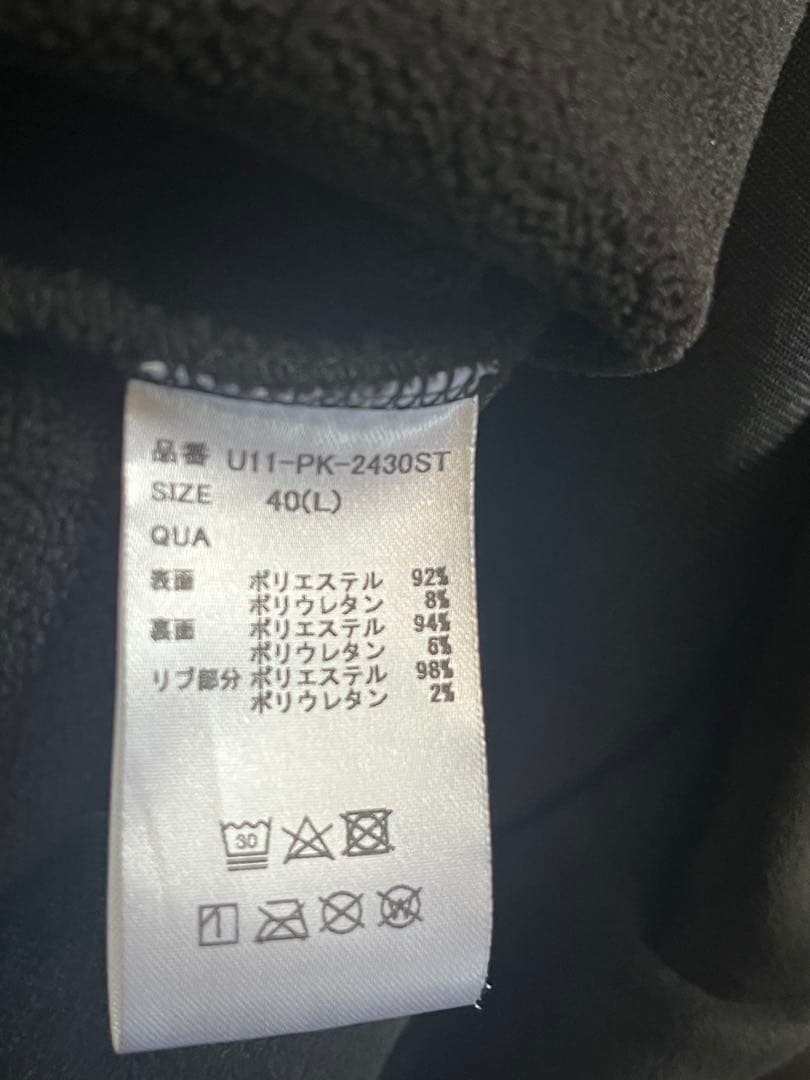 品番 U11-PK-2430ST
SIZE 40(L)
QUA
表面 ポリエステル 92%
ポリウレタン 8%
裏面 ポリエステル 94%
ポリウレタン 6%
リブ部分 ポリエステル 98%
ポリウレタン 2%
30
W